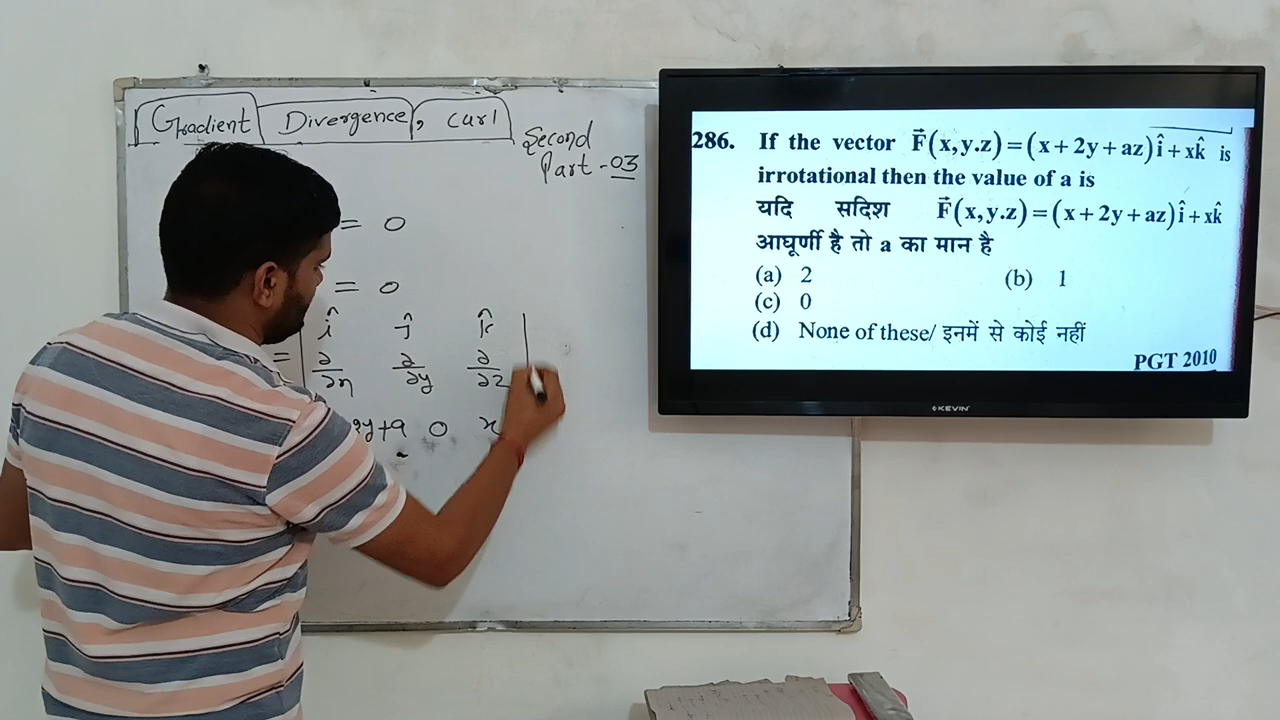 Gradient Divergence, curl
Second
Part - 03
= 0
= 0
î ĵ k̂
= ∂/∂x ∂/∂y ∂/∂z
2y+a 0 x
286. If the vector F⃗(x,y.z)=(x+2y+az)î+xk̂ is
irrotational then the value of a is
यदि सदिश F⃗(x,y.z)=(x+2y+az)î+xk̂
आघूर्णी है तो a का मान है
(a) 2 (b) 1
(c) 0
(d) None of these/ इनमें से कोई नहीं
PGT 2010
KEVIN